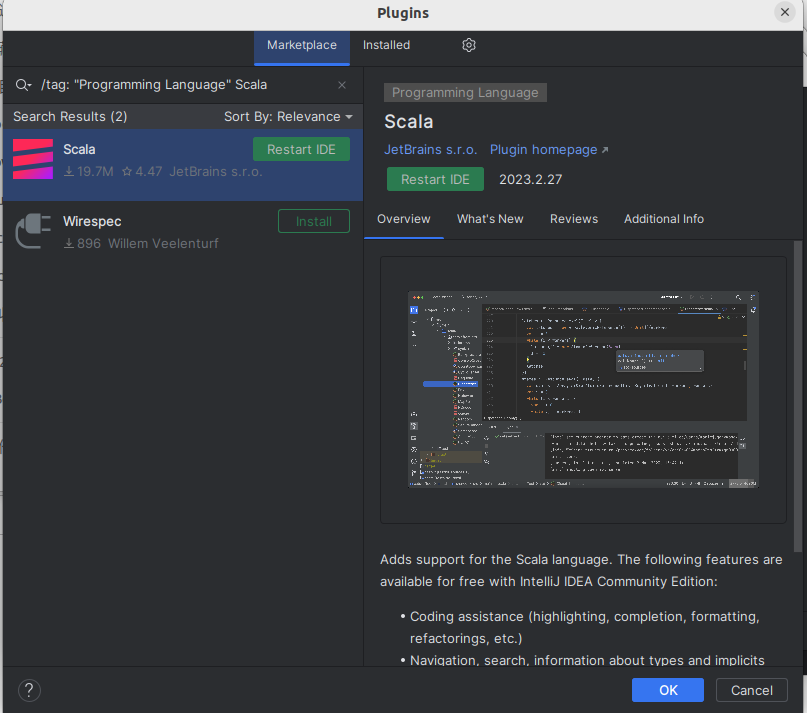 Plugins
Marketplace
Installed
/tag: "Programming Language" Scala
Search Results (2)
Sort By: Relevance
Scala
Restart IDE
19.7M
4.47
JetBrains s.r.o.
Wirespec
Install
896
Willem Veelenturf
Programming Language
Scala
JetBrains s.r.o.
Plugin homepage
Restart IDE
2023.2.27
Overview
What's New
Reviews
Additional Info
Adds support for the Scala language. The following features are
available for free with IntelliJ IDEA Community Edition:
• Coding assistance (highlighting, completion, formatting,
refactorings, etc.)
• Navigation, search, information about types and implicits
?
OK
Cancel